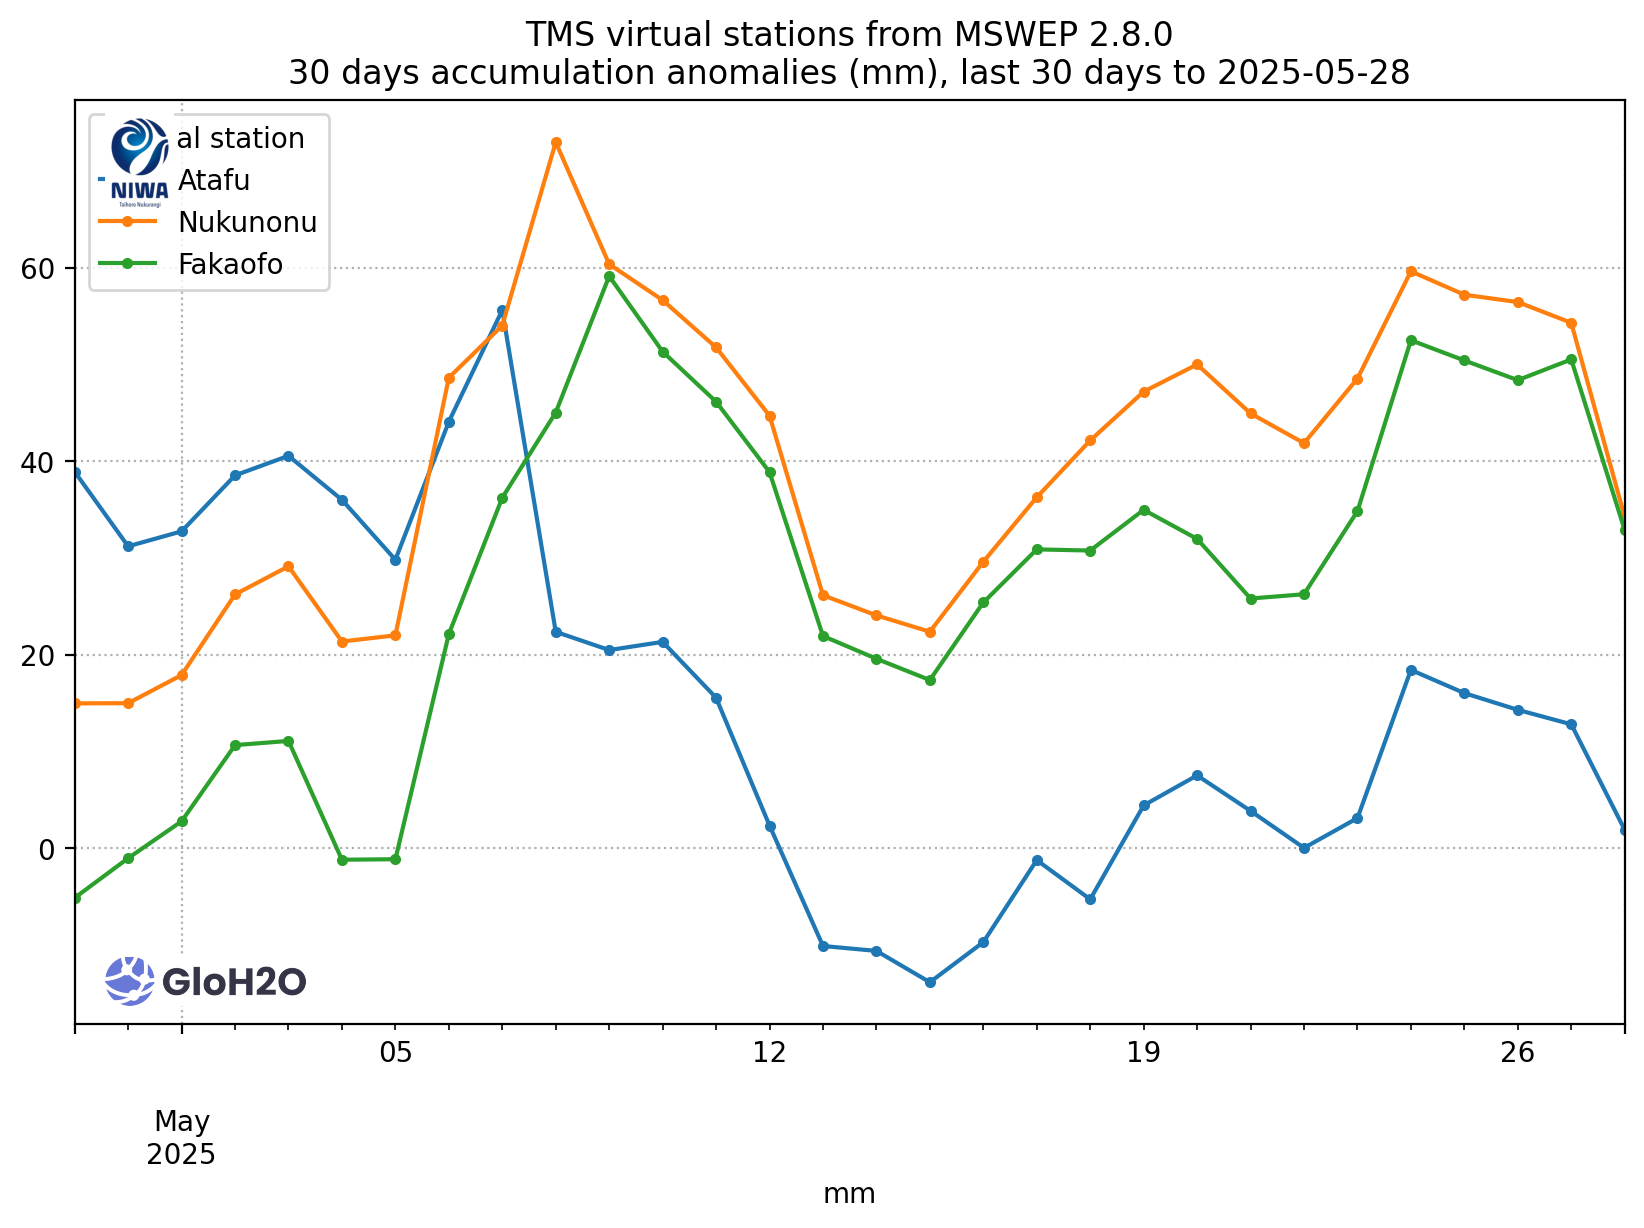 TMS virtual stations from MSWEP 2.8.0
30 days accumulation anomalies (mm), last 30 days to 2025-05-28
al station
NIWA
Taihoro Nukurangi
Atafu
Nukunonu
Fakaofo
60
40
20
0
GloH2O
05
12
19
26
May
2025
mm